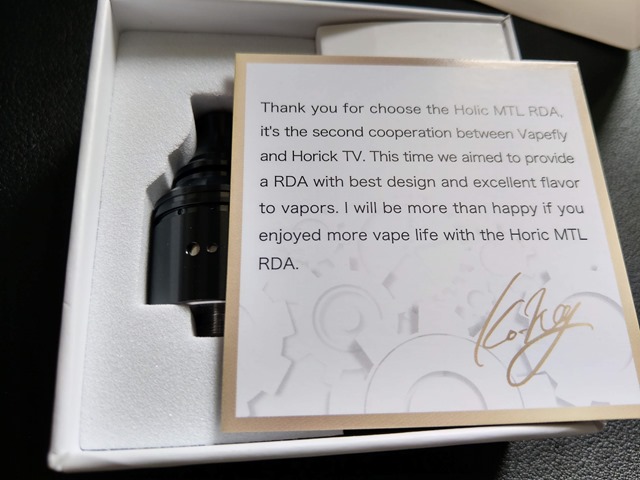 Thank you for choose the Holic MTL RDA,
it's the second cooperation between Vapefly
and Horick TV. This time we aimed to provide
a RDA with best design and excellent flavor
to vapors. I will be more than happy if you
enjoyed more vape life with the Horic MTL
RDA.